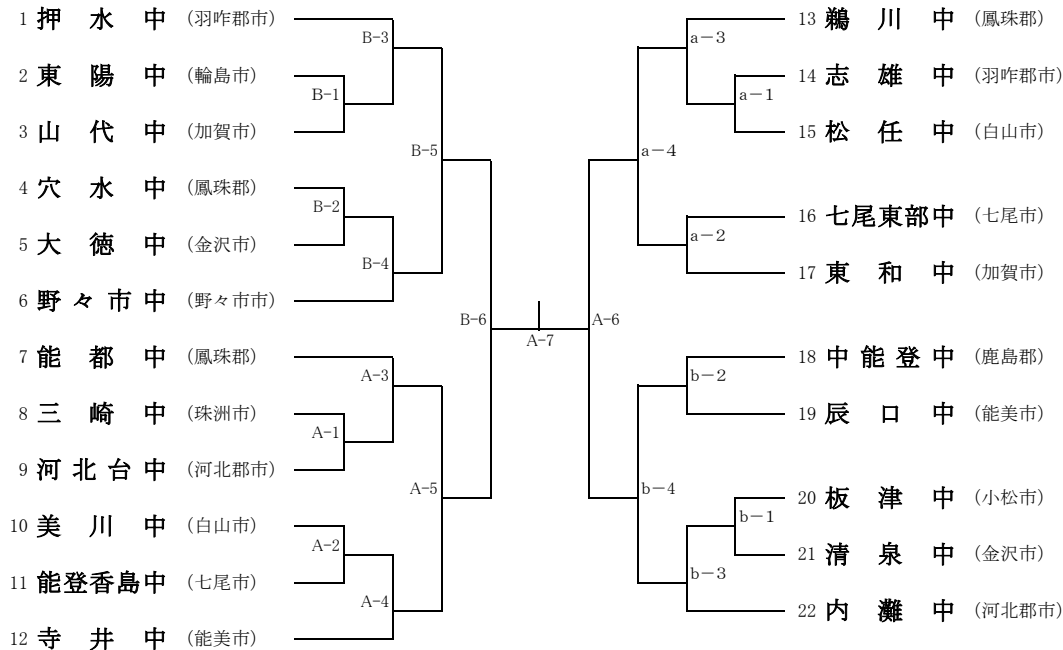 1 押水中 (羽咋郡市)
B-3
2 東陽中 (輪島市)
B-1
3 山代中 (加賀市)
B-5
4 穴水中 (鳳珠郡)
B-2
5 大徳中 (金沢市)
B-4
6 野々市中 (野々市市)
B-6
7 能都中 (鳳珠郡)
A-3
8 三崎中 (珠洲市)
A-1
9 河北台中 (河北郡市)
A-5
10 美川中 (白山市)
A-2
11 能登香島中 (七尾市)
A-4
12 寺井中 (能美市)
A-7
13 鵜川中 (鳳珠郡)
a－3
14 志雄中 (羽咋郡市)
a－1
15 松任中 (白山市)
a－4
16 七尾東部中 (七尾市)
a－2
17 東和中 (加賀市)
A-6
18 中能登中 (鹿島郡)
b－2
19 辰口中 (能美市)
b－4
20 板津中 (小松市)
b－1
21 清泉中 (金沢市)
b－3
22 内灘中 (河北郡市)